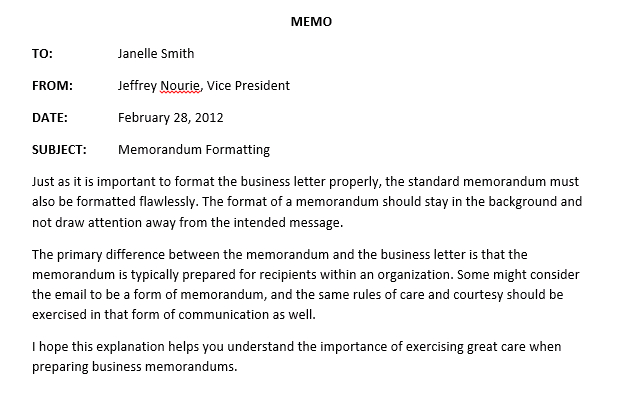 MEMO
TO: Janelle Smith
FROM: Jeffrey Nourie, Vice President
DATE: February 28, 2012
SUBJECT: Memorandum Formatting
Just as it is important to format the business letter properly, the standard memorandum must
also be formatted flawlessly. The format of a memorandum should stay in the background and
not draw attention away from the intended message.
The primary difference between the memorandum and the business letter is that the
memorandum is typically prepared for recipients within an organization. Some might consider
the email to be a form of memorandum, and the same rules of care and courtesy should be
exercised in that form of communication as well.
I hope this explanation helps you understand the importance of exercising great care when
preparing business memorandums.